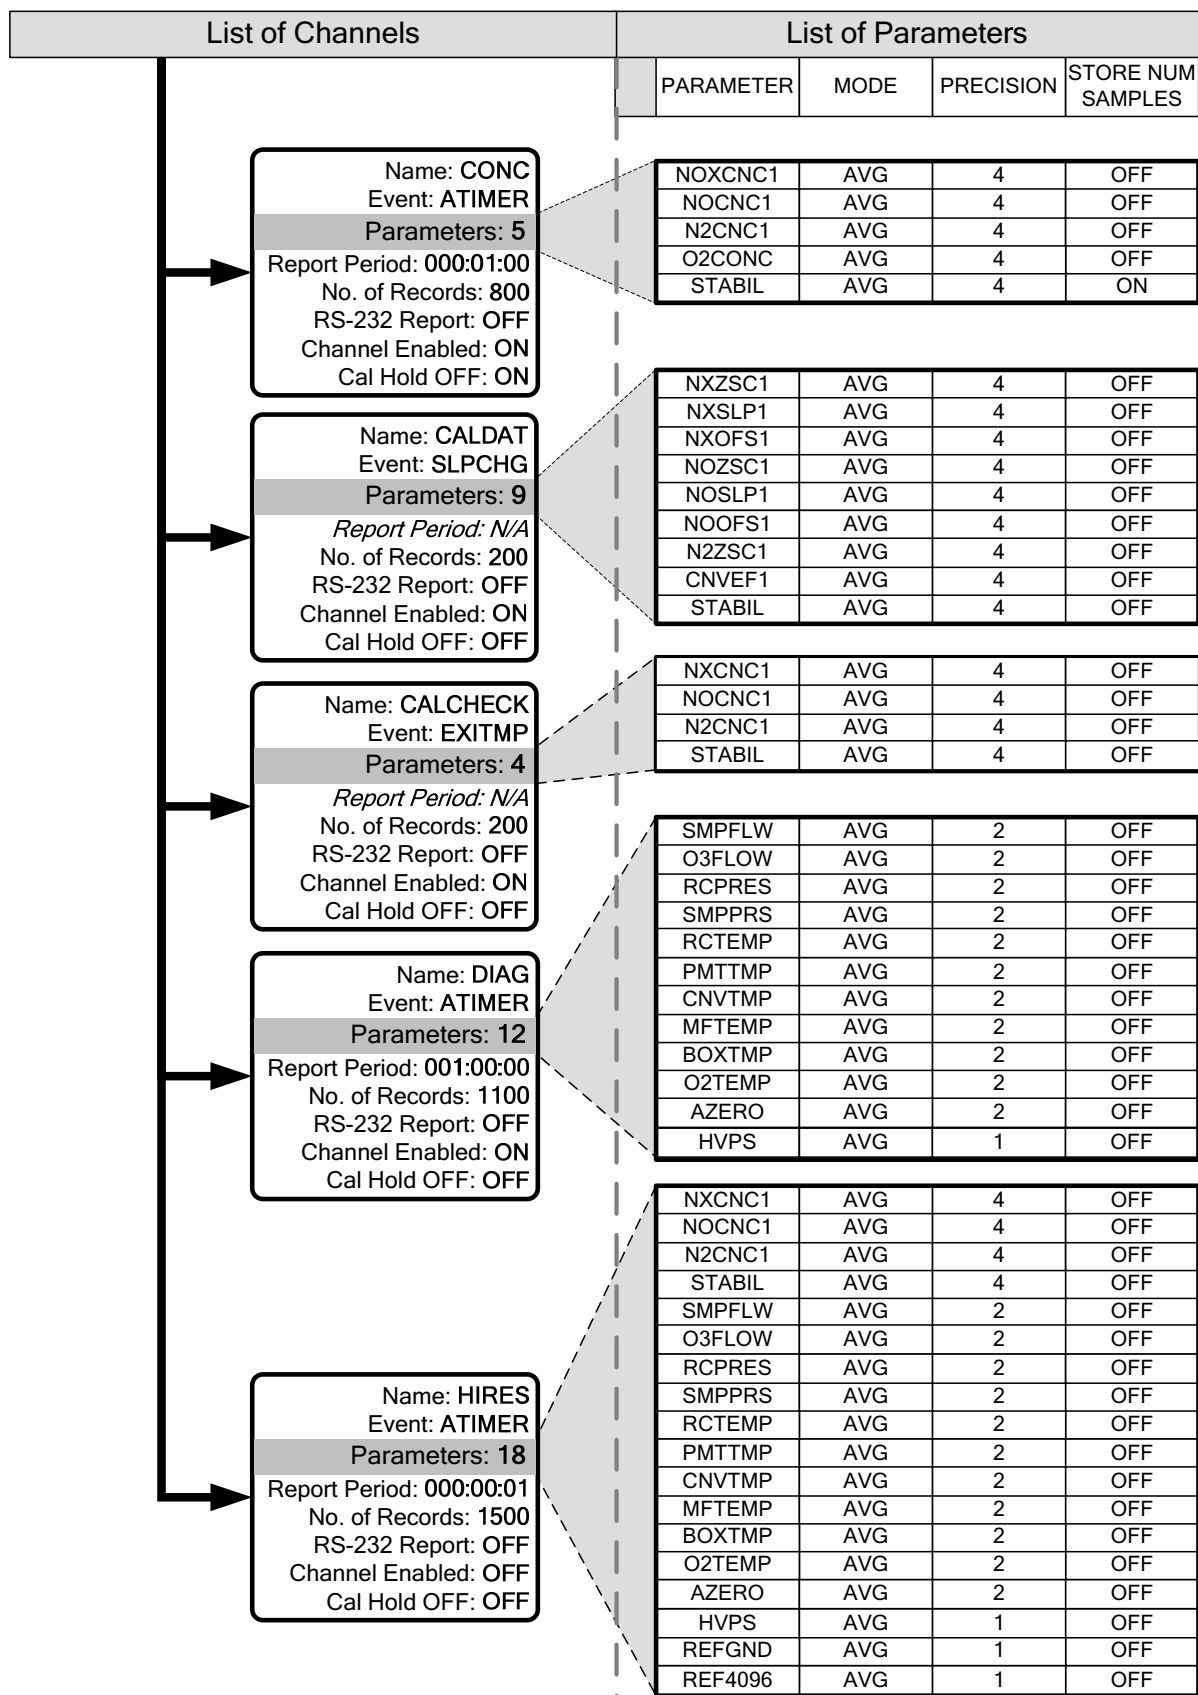 List of Channels
List of Parameters
PARAMETER MODE PRECISION STORE NUM SAMPLES
Name: CONC
Event: ATIMER
Parameters: 5
Report Period: 000:01:00
No. of Records: 800
RS-232 Report: OFF
Channel Enabled: ON
Cal Hold OFF: ON
NOXCNC1 AVG 4 OFF
NOCNC1 AVG 4 OFF
N2CNC1 AVG 4 OFF
O2CONC AVG 4 OFF
STABIL AVG 4 ON
Name: CALDAT
Event: SLPCHG
Parameters: 9
Report Period: N/A
No. of Records: 200
RS-232 Report: OFF
Channel Enabled: ON
Cal Hold OFF: OFF
NXZSC1 AVG 4 OFF
NXSLP1 AVG 4 OFF
NXOFS1 AVG 4 OFF
NOZSC1 AVG 4 OFF
NOSLP1 AVG 4 OFF
NOOFS1 AVG 4 OFF
N2ZSC1 AVG 4 OFF
CNVEF1 AVG 4 OFF
STABIL AVG 4 OFF
Name: CALCHECK
Event: EXITMP
Parameters: 4
Report Period: N/A
No. of Records: 200
RS-232 Report: OFF
Channel Enabled: ON
Cal Hold OFF: OFF
NXCNC1 AVG 4 OFF
NOCNC1 AVG 4 OFF
N2CNC1 AVG 4 OFF
STABIL AVG 4 OFF
Name: DIAG
Event: ATIMER
Parameters: 12
Report Period: 001:00:00
No. of Records: 1100
RS-232 Report: OFF
Channel Enabled: ON
Cal Hold OFF: OFF
SMPFLW AVG 2 OFF
O3FLOW AVG 2 OFF
RCPRES AVG 2 OFF
SMPPRS AVG 2 OFF
RCTEMP AVG 2 OFF
PMTTMP AVG 2 OFF
CNVTMP AVG 2 OFF
MFTEMP AVG 2 OFF
BOXTMP AVG 2 OFF
O2TEMP AVG 2 OFF
AZERO AVG 2 OFF
HVPS AVG 1 OFF
Name: HIRES
Event: ATIMER
Parameters: 18
Report Period: 000:00:01
No. of Records: 1500
RS-232 Report: OFF
Channel Enabled: OFF
Cal Hold OFF: OFF
NXCNC1 AVG 4 OFF
NOCNC1 AVG 4 OFF
N2CNC1 AVG 4 OFF
STABIL AVG 4 OFF
SMPFLW AVG 2 OFF
O3FLOW AVG 2 OFF
RCPRES AVG 2 OFF
SMPPRS AVG 2 OFF
RCTEMP AVG 2 OFF
PMTTMP AVG 2 OFF
CNVTMP AVG 2 OFF
MFTEMP AVG 2 OFF
BOXTMP AVG 2 OFF
O2TEMP AVG 2 OFF
AZERO AVG 2 OFF
HVPS AVG 1 OFF
REFGND AVG 1 OFF
REF4096 AVG 1 OFF